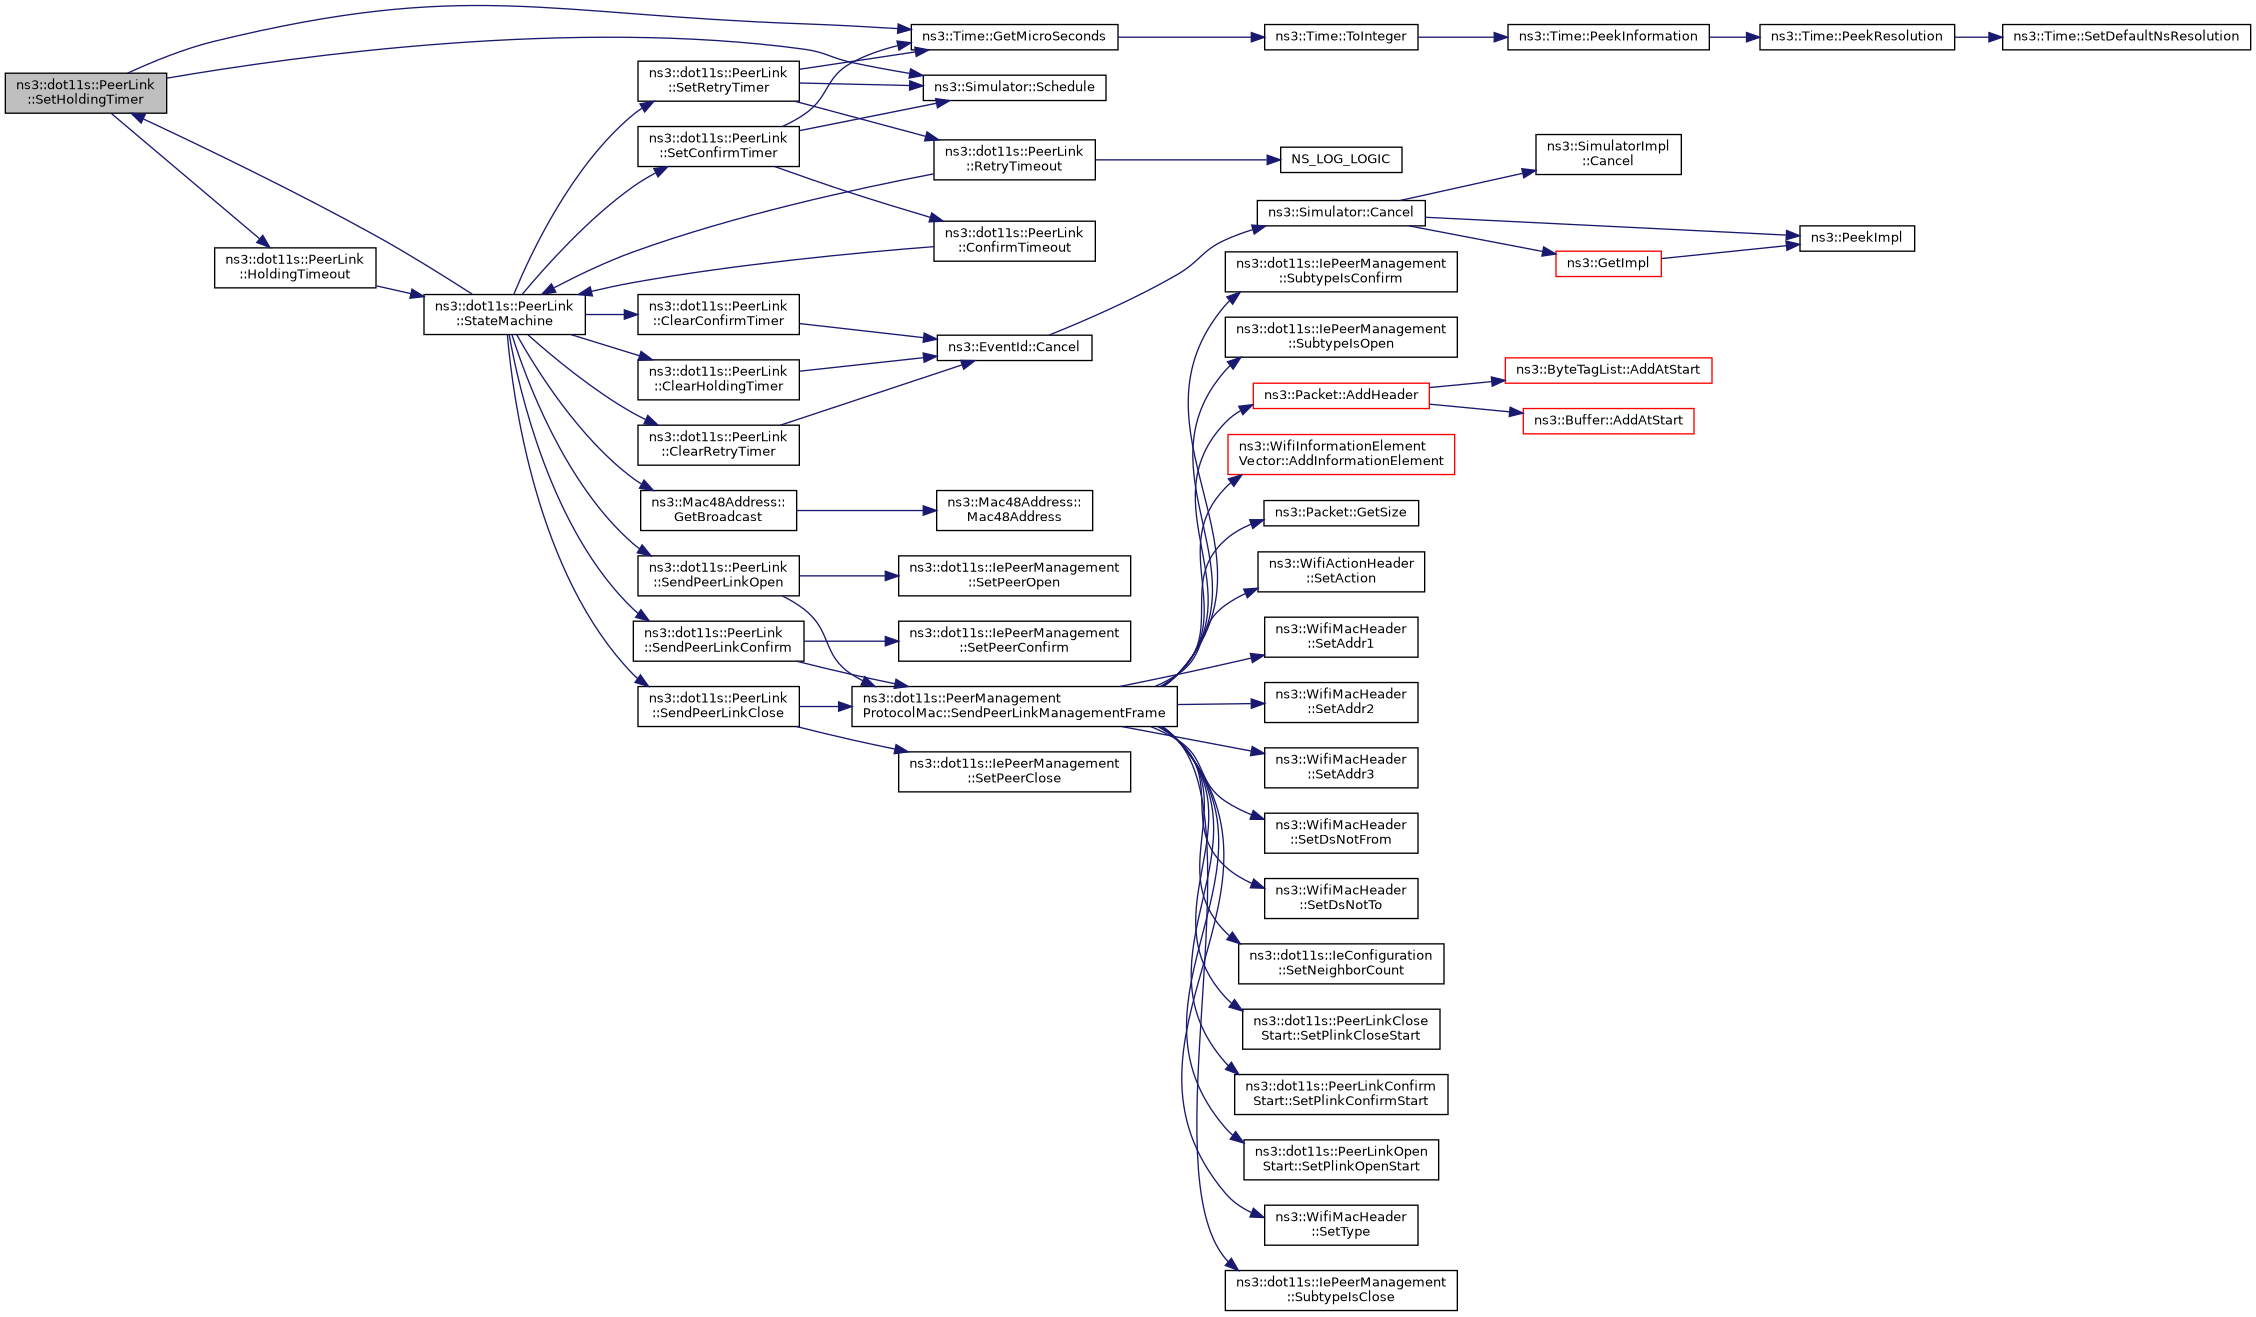 ns3::dot11s::PeerLink
::SetHoldingTimer
ns3::dot11s::PeerLink
::HoldingTimeout
ns3::dot11s::PeerLink
::StateMachine
ns3::dot11s::PeerLink
::SetRetryTimer
ns3::dot11s::PeerLink
::SetConfirmTimer
ns3::dot11s::PeerLink
::ClearConfirmTimer
ns3::dot11s::PeerLink
::ClearHoldingTimer
ns3::dot11s::PeerLink
::ClearRetryTimer
ns3::Mac48Address::
GetBroadcast
ns3::dot11s::PeerLink
::SendPeerLinkOpen
ns3::dot11s::PeerLink
::SendPeerLinkConfirm
ns3::dot11s::PeerLink
::SendPeerLinkClose
ns3::Time::GetMicroSeconds
ns3::Simulator::Schedule
ns3::dot11s::PeerLink
::RetryTimeout
ns3::dot11s::PeerLink
::ConfirmTimeout
ns3::EventId::Cancel
ns3::Mac48Address::
Mac48Address
ns3::dot11s::IePeerManagement
::SetPeerOpen
ns3::dot11s::IePeerManagement
::SetPeerConfirm
ns3::dot11s::PeerManagement
ProtocolMac::SendPeerLinkManagementFrame
ns3::dot11s::IePeerManagement
::SetPeerClose
ns3::Time::ToInteger
NS_LOG_LOGIC
ns3::Simulator::Cancel
ns3::dot11s::IePeerManagement
::SubtypeIsConfirm
ns3::dot11s::IePeerManagement
::SubtypeIsOpen
ns3::Packet::AddHeader
ns3::WifiInformationElement
Vector::AddInformationElement
ns3::Packet::GetSize
ns3::WifiActionHeader
::SetAction
ns3::WifiMacHeader
::SetAddr1
ns3::WifiMacHeader
::SetAddr2
ns3::WifiMacHeader
::SetAddr3
ns3::WifiMacHeader
::SetDsNotFrom
ns3::WifiMacHeader
::SetDsNotTo
ns3::dot11s::IeConfiguration
::SetNeighborCount
ns3::dot11s::PeerLinkClose
Start::SetPlinkCloseStart
ns3::dot11s::PeerLinkConfirm
Start::SetPlinkConfirmStart
ns3::dot11s::PeerLinkOpen
Start::SetPlinkOpenStart
ns3::WifiMacHeader
::SetType
ns3::dot11s::IePeerManagement
::SubtypeIsClose
ns3::Time::PeekInformation
ns3::SimulatorImpl
::Cancel
ns3::GetImpl
ns3::ByteTagList::AddAtStart
ns3::Buffer::AddAtStart
ns3::Time::PeekResolution
ns3::PeekImpl
ns3::Time::SetDefaultNsResolution